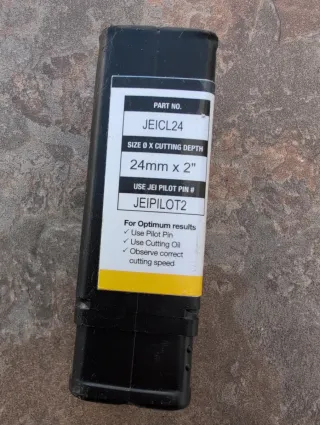 PART NO.
JEICL24
SIZE Ø X CUTTING DEPTH
24mm x 2"
USE JEI PILOT PIN #
JEIPILOT2
For Optimum results
✓ Use Pilot Pin
✓ Use Cutting Oil
✓ Observe correct
cutting speed